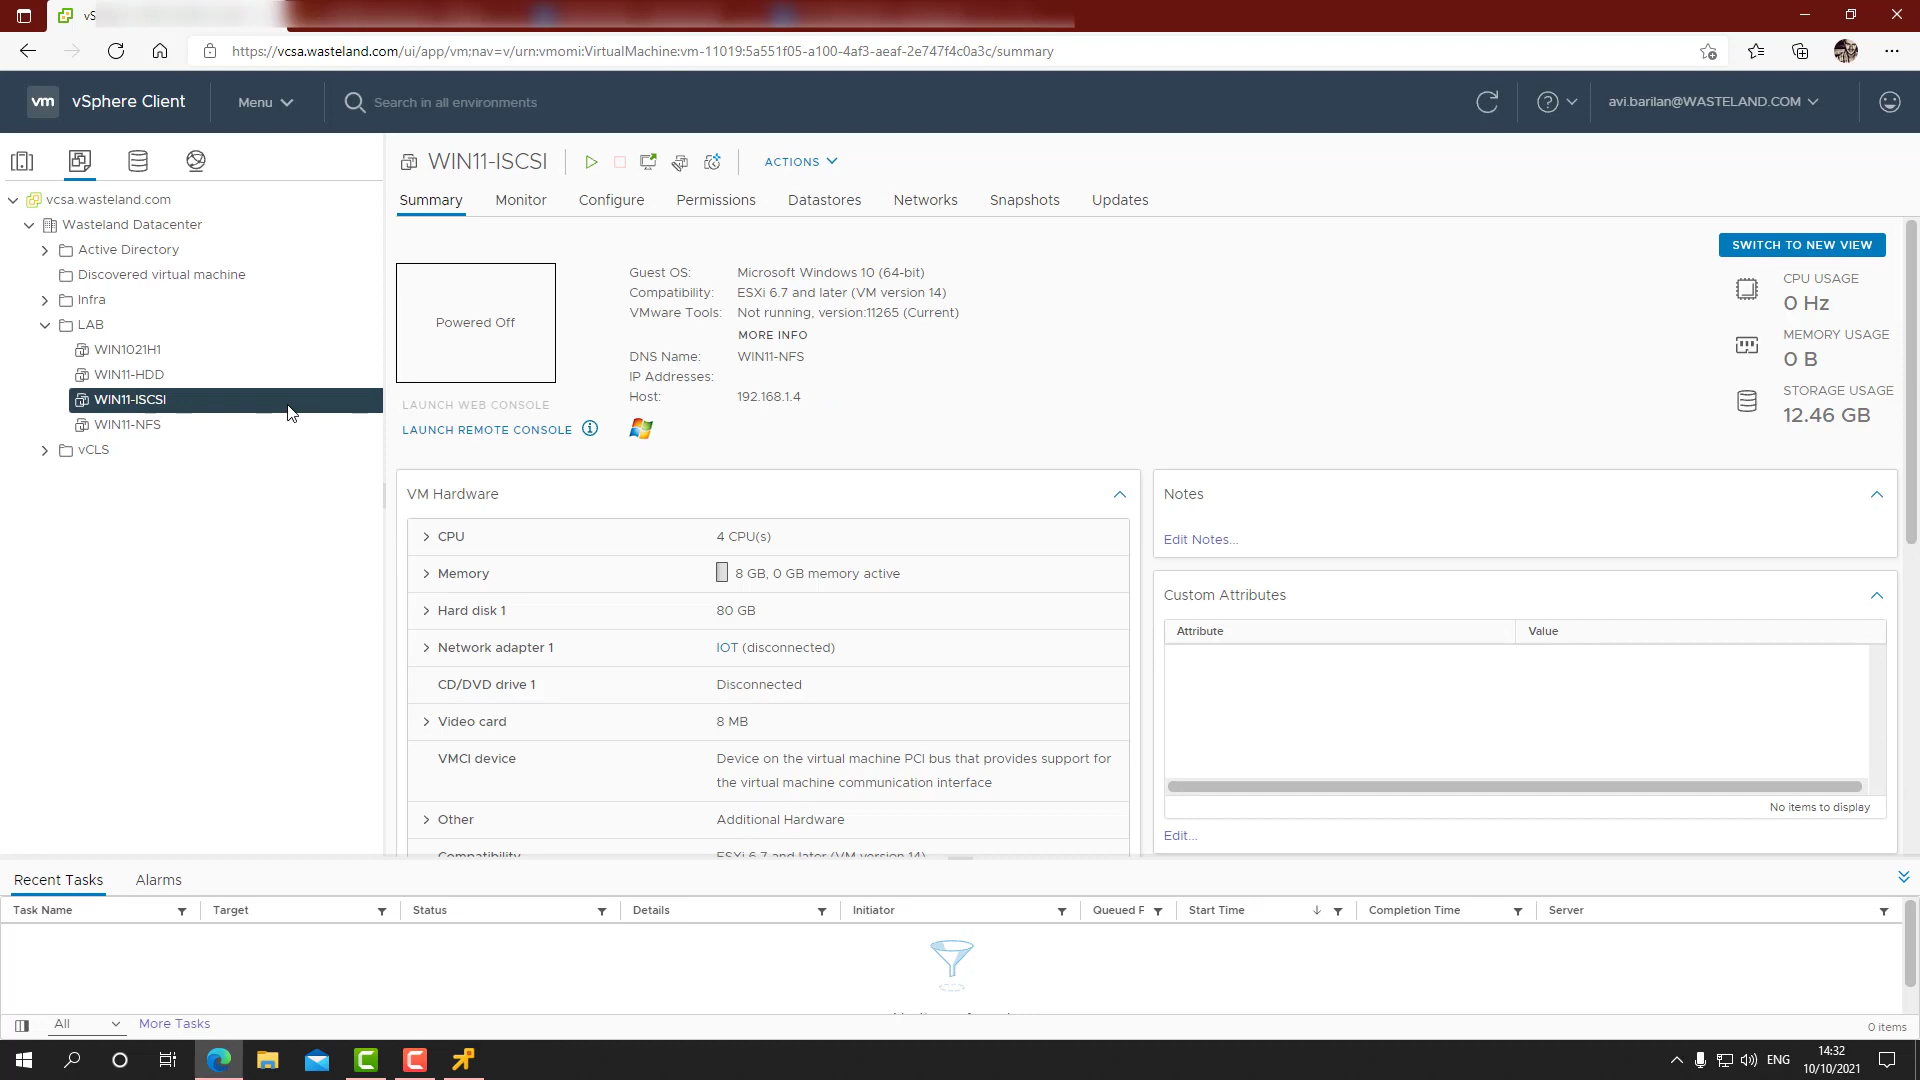 vS
https://vcsa.wasteland.com/ui/app/vm;nav=v/urn:vmomi:VirtualMachine:vm-11019:5a551f05-a100-4af3-aeaf-2e747f4c0a3c/summary
vm vSphere Client Menu Search in all environments avi.barilan@WASTELAND.COM
vcsa.wasteland.com
Wasteland Datacenter
Active Directory
Discovered virtual machine
Infra
LAB
WIN1021H1
WIN11-HDD
WIN11-ISCSI
WIN11-NFS
vCLS
WIN11-ISCSI ACTIONS
Summary Monitor Configure Permissions Datastores Networks Snapshots Updates
SWITCH TO NEW VIEW
Powered Off
LAUNCH WEB CONSOLE
LAUNCH REMOTE CONSOLE
Guest OS: Microsoft Windows 10 (64-bit)
Compatibility: ESXi 6.7 and later (VM version 14)
VMware Tools: Not running, version:11265 (Current)
MORE INFO
DNS Name: WIN11-NFS
IP Addresses:
Host: 192.168.1.4
CPU USAGE
0 Hz
MEMORY USAGE
0 B
STORAGE USAGE
12.46 GB
VM Hardware
CPU 4 CPU(s)
Memory 8 GB, 0 GB memory active
Hard disk 1 80 GB
Network adapter 1 IOT (disconnected)
CD/DVD drive 1 Disconnected
Video card 8 MB
VMCI device Device on the virtual machine PCI bus that provides support for
the virtual machine communication interface
Other Additional Hardware
Compatibility ESXi 6.7 and later (VM version 14)
Notes
Edit Notes...
Custom Attributes
Attribute Value
No items to display
Edit...
Recent Tasks Alarms
Task Name Target Status Details Initiator Queued F Start Time Completion Time Server
All More Tasks 0 items
ENG 14:32
10/10/2021